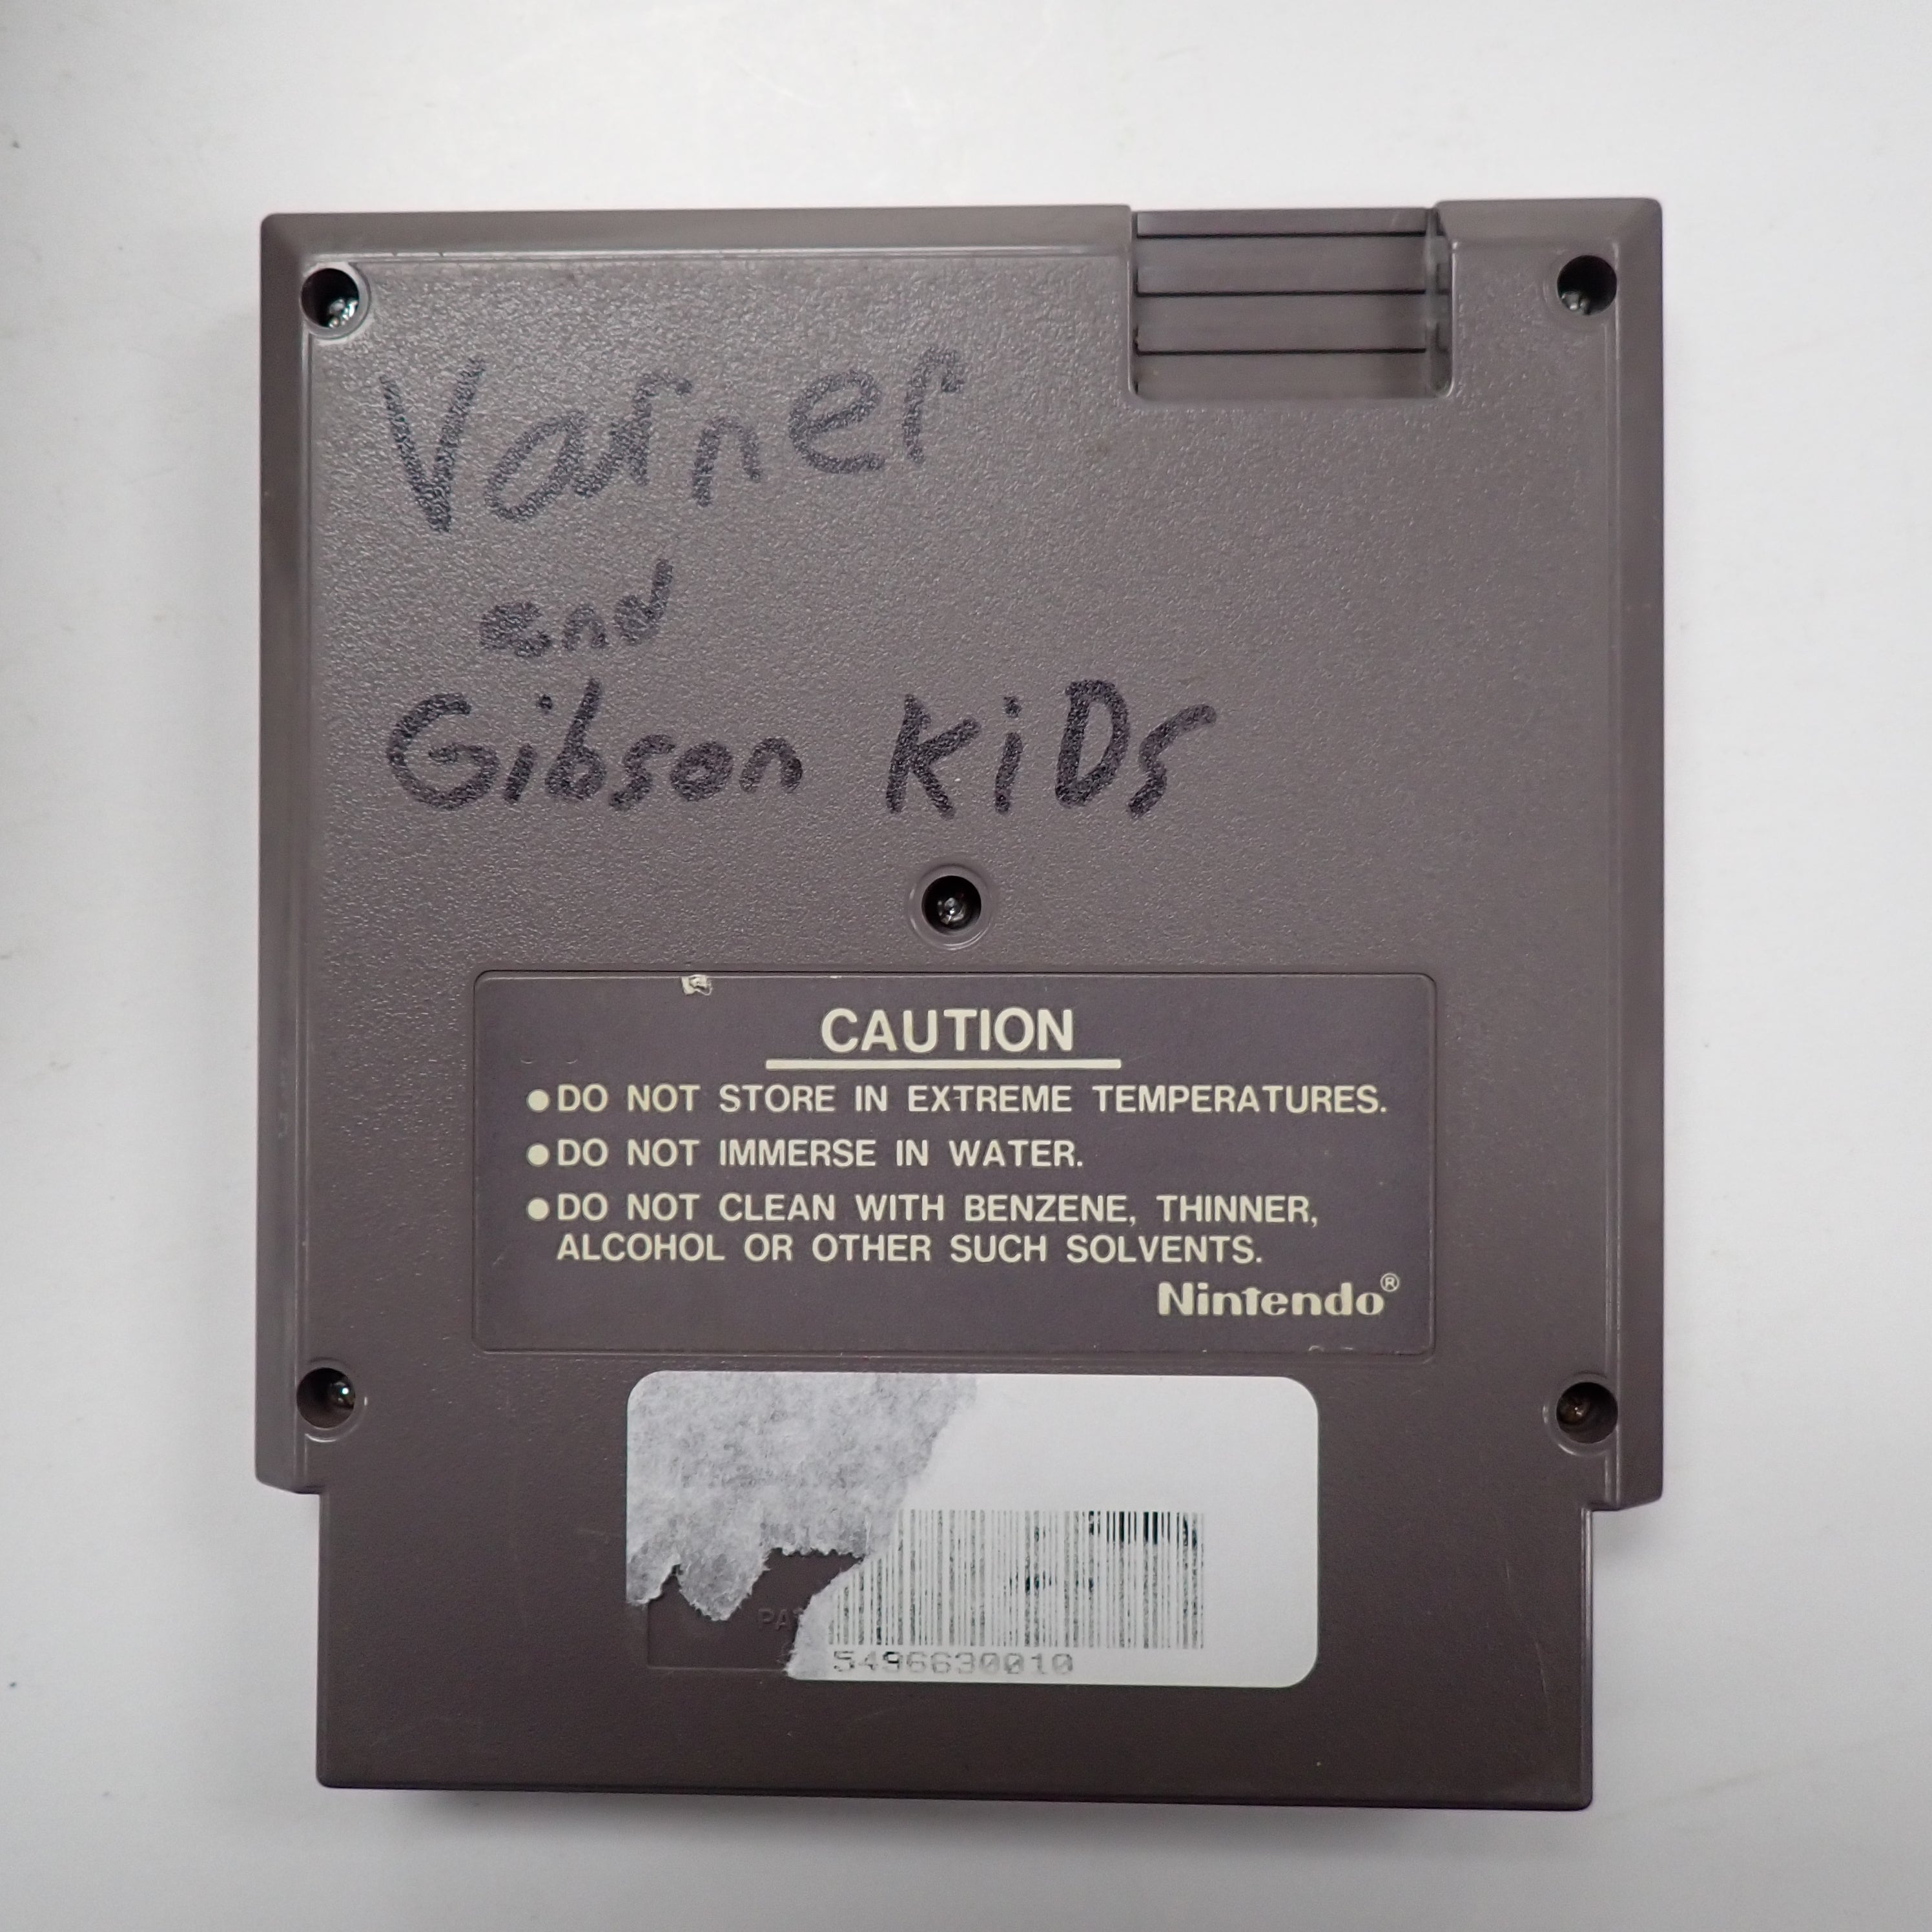 Varner
and
Gibson KiDs
CAUTION
●DO NOT STORE IN EXTREME TEMPERATURES.
●DO NOT IMMERSE IN WATER.
●DO NOT CLEAN WITH BENZENE, THINNER,
ALCOHOL OR OTHER SUCH SOLVENTS.
Nintendo®
5496630010